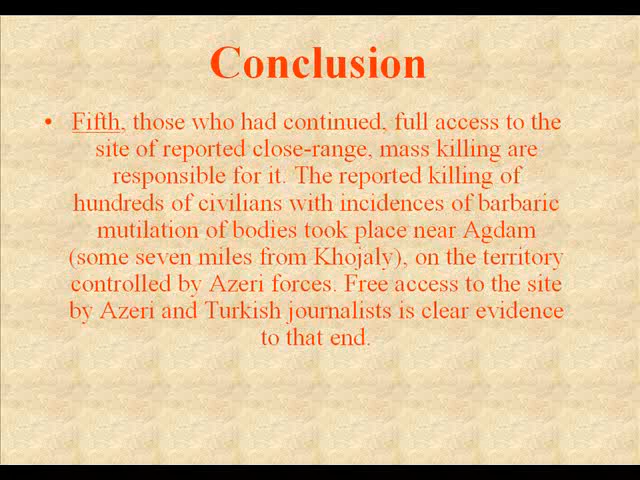 Conclusion
• Fifth, those who had continued, full access to the
site of reported close-range, mass killing are
responsible for it. The reported killing of
hundreds of civilians with incidences of barbaric
mutilation of bodies took place near Agdam
(some seven miles from Khojaly), on the territory
controlled by Azeri forces. Free access to the site
by Azeri and Turkish journalists is clear evidence
to that end.